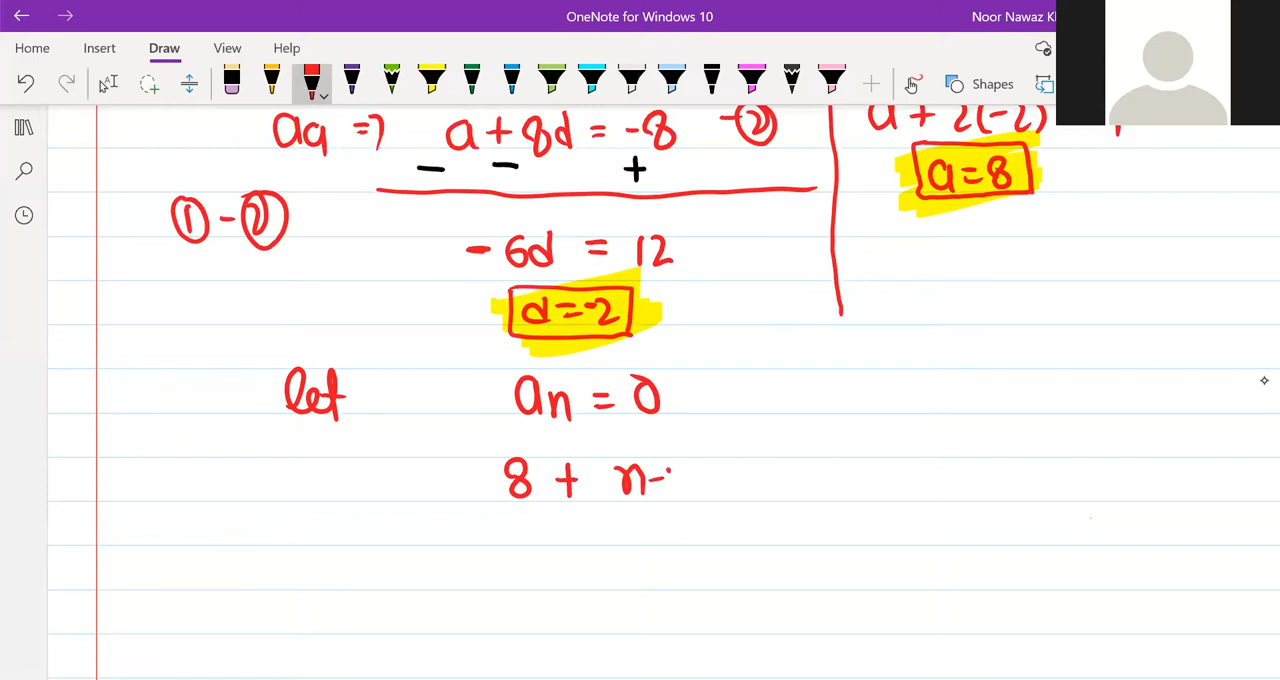 OneNote for Windows 10
Noor Nawaz
Home Insert Draw View Help
Shapes
a9 => a + 8d = -8 - ②
- - +
① - ②
- 6d = 12
d = -2
a + 2(-2)
a = 8
let an = 0
8 + n-